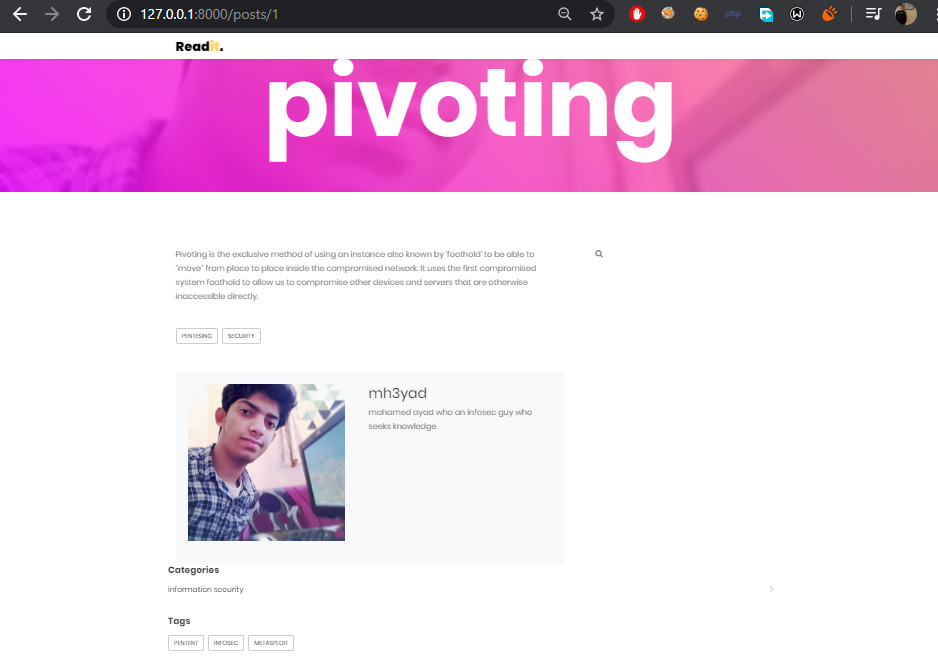 127.0.0.1:8000/posts/1
php
Readit.
pivoting
Pivoting is the exclusive method of using an instance also known by 'foothold' to be able to
"move" from place to place inside the compromised network. It uses the first compromised
system foothold to allow us to compromise other devices and servers that are otherwise
inaccessible directly.
PENTESING SECURITY
mh3yad
mohamed ayad who an infosec guy who
seeks knowledge
Categories
information security
Tags
PENTENT INFOSEC METASPLOIT